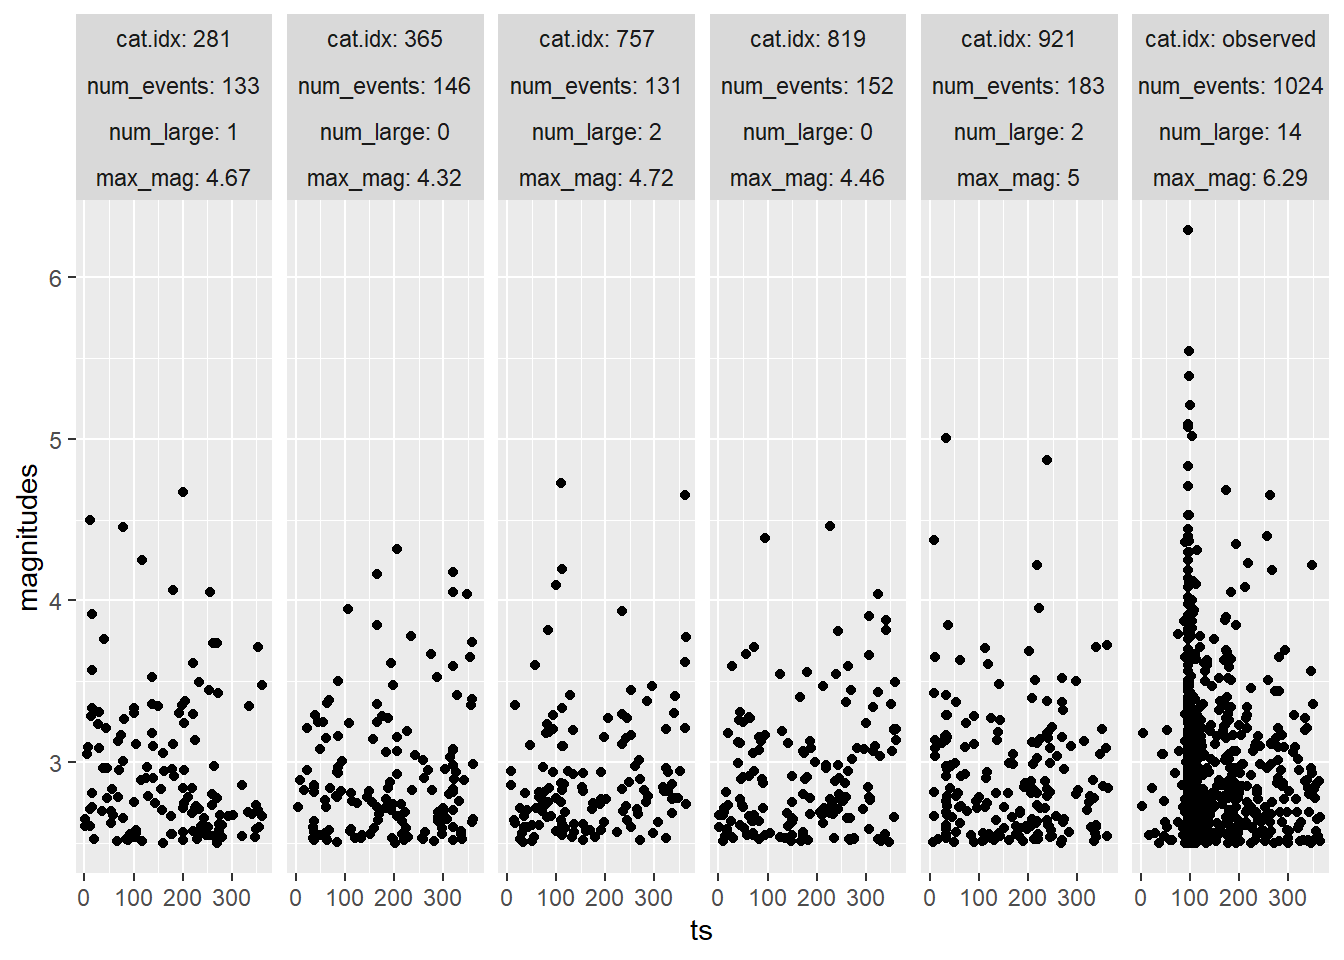 cat.idx: 281 cat.idx: 365 cat.idx: 757 cat.idx: 819 cat.idx: 921 cat.idx: observed
num_events: 133 num_events: 146 num_events: 131 num_events: 152 num_events: 183 num_events: 1024
num_large: 1 num_large: 0 num_large: 2 num_large: 0 num_large: 2 num_large: 14
max_mag: 4.67 max_mag: 4.32 max_mag: 4.72 max_mag: 4.46 max_mag: 5 max_mag: 6.29
6
5
4
3
magnitudes
0 100 200 300 0 100 200 300 0 100 200 300 0 100 200 300 0 100 200 300 0 100 200 300
ts